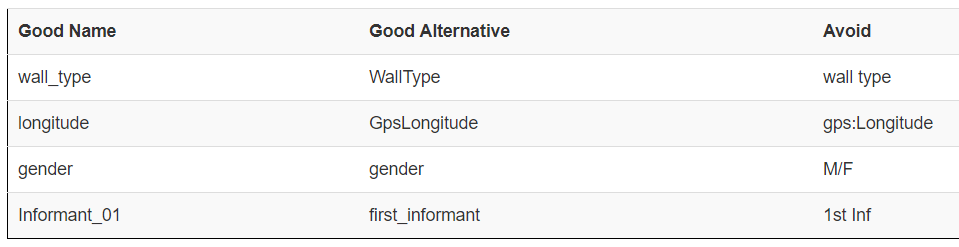 Good Name Good Alternative Avoid
wall_type WallType wall type
longitude GpsLongitude gps:Longitude
gender gender M/F
Informant_01 first_informant 1st Inf